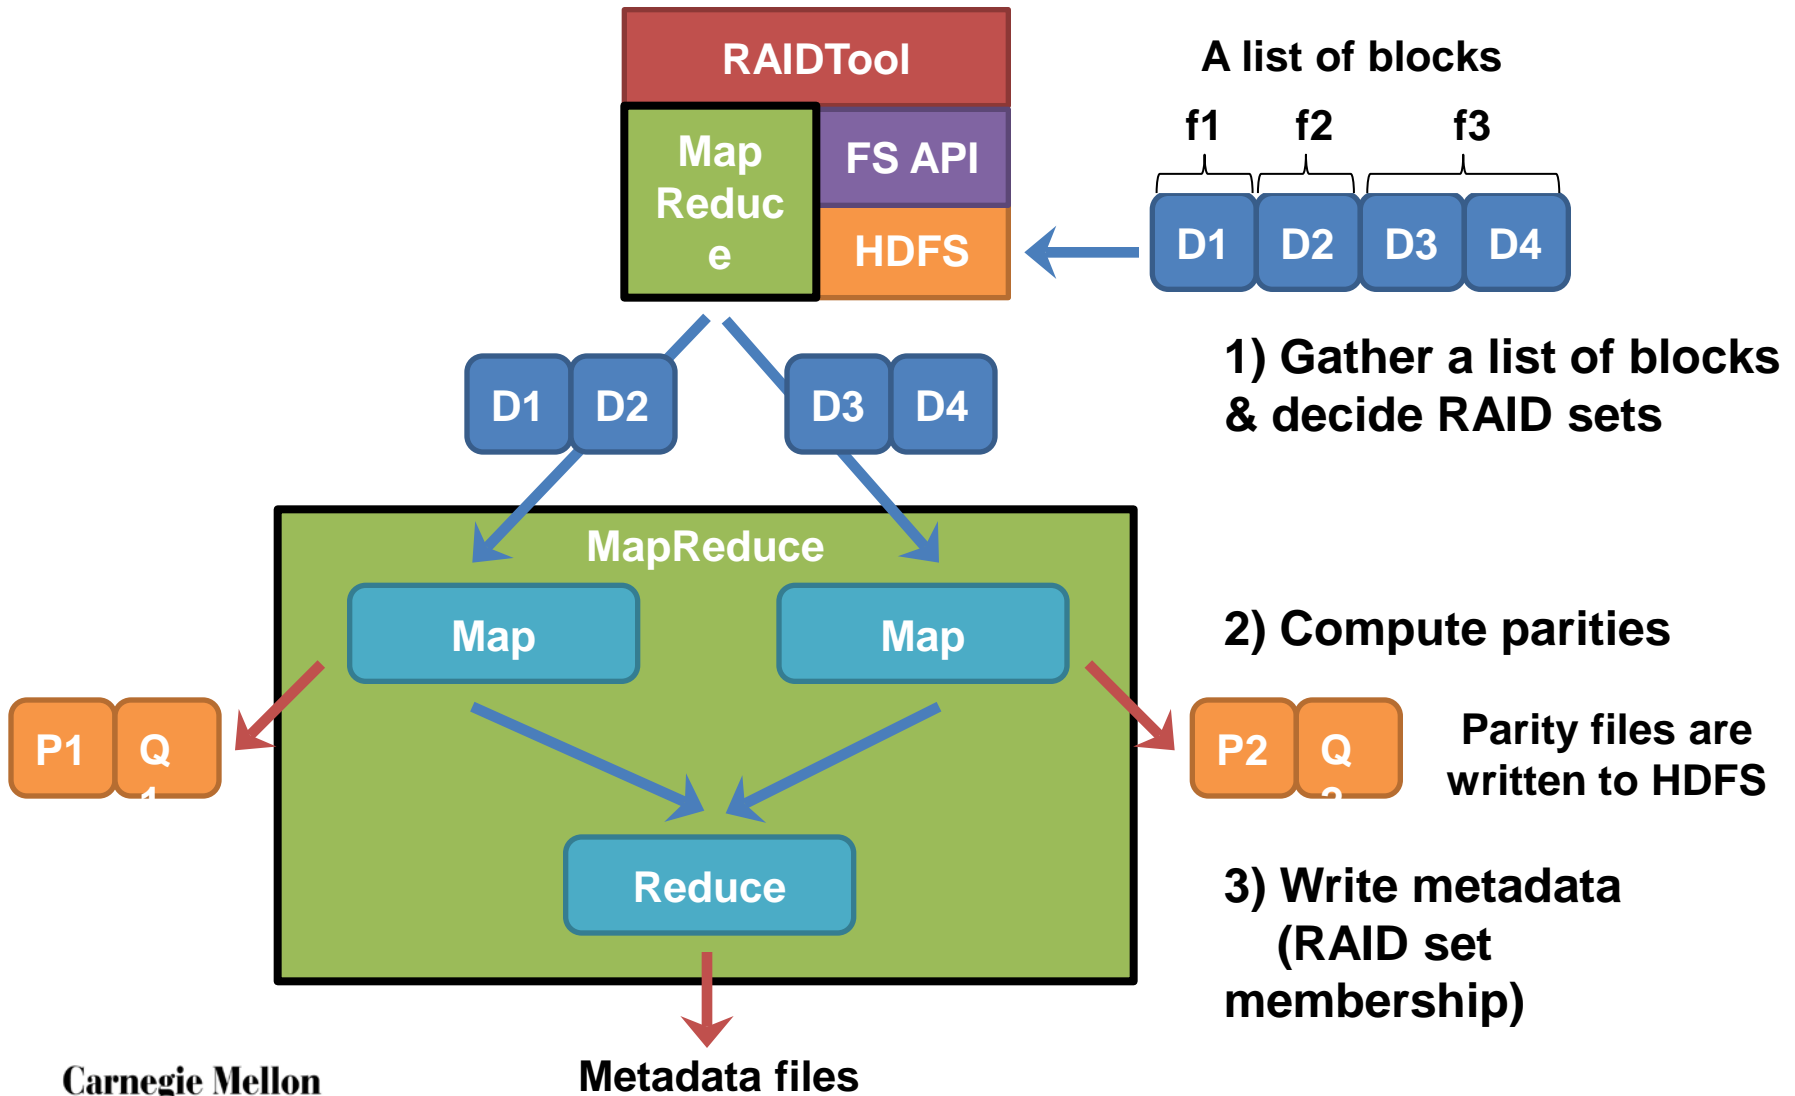 RAIDTool
A list of blocks
f1 f2 f3
Map
Reduc
e
FS API
HDFS
D1 D2 D3 D4
1) Gather a list of blocks
& decide RAID sets
D1 D2 D3 D4
MapReduce
Map Map
2) Compute parities
P1 Q
1
P2 Q
2
Parity files are
written to HDFS
Reduce
3) Write metadata
(RAID set
membership)
Metadata files
Carnegie Mellon